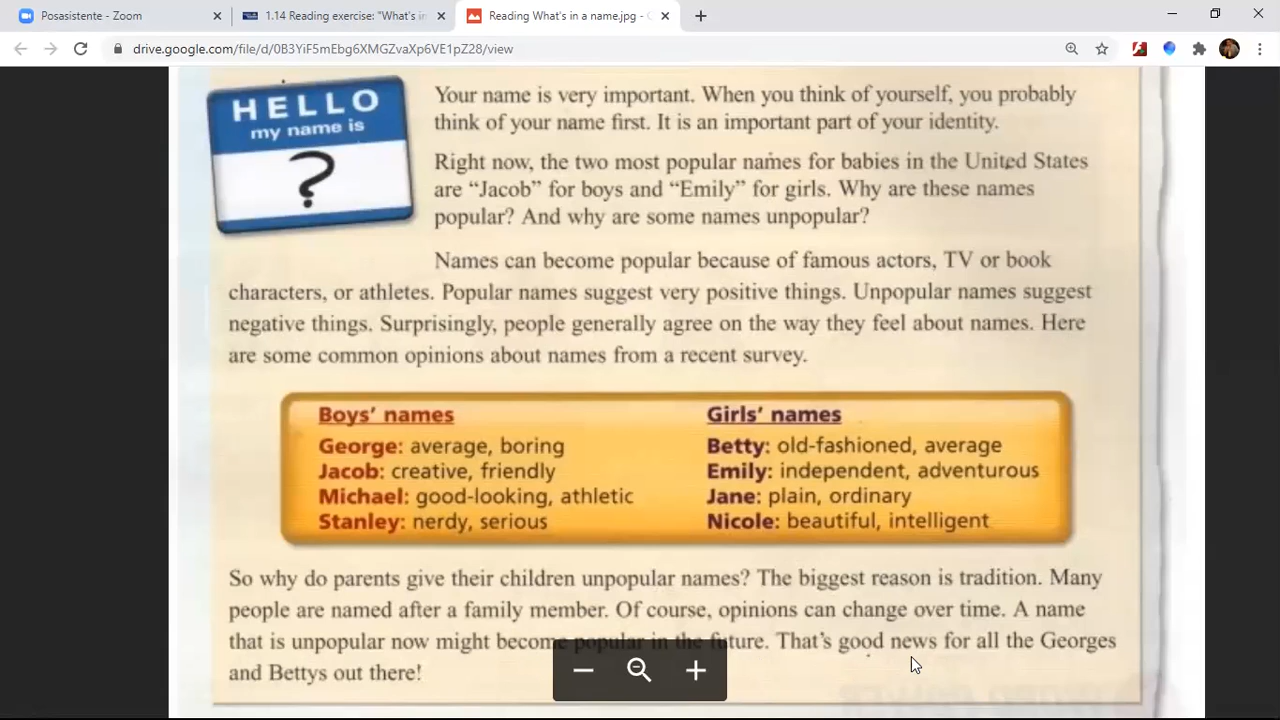 Posasistente - Zoom
1.14 Reading exercise: "What's in
Reading What's in a name.jpg -
drive.google.com/file/d/0B3YiF5mEbg6XMGZvaXp6VE1pZ28/view
HELLO
my name is
?
Your name is very important. When you think of yourself, you probably
think of your name first. It is an important part of your identity.
Right now, the two most popular names for babies in the United States
are “Jacob” for boys and “Emily” for girls. Why are these names
popular? And why are some names unpopular?
Names can become popular because of famous actors, TV or book
characters, or athletes. Popular names suggest very positive things. Unpopular names suggest
negative things. Surprisingly, people generally agree on the way they feel about names. Here
are some common opinions about names from a recent survey.
Boys’ names
George: average, boring
Jacob: creative, friendly
Michael: good-looking, athletic
Stanley: nerdy, serious
Girls’ names
Betty: old-fashioned, average
Emily: independent, adventurous
Jane: plain, ordinary
Nicole: beautiful, intelligent
So why do parents give their children unpopular names? The biggest reason is tradition. Many
people are named after a family member. Of course, opinions can change over time. A name
that is unpopular now might become popular in the future. That’s good news for all the Georges
and Bettys out there!